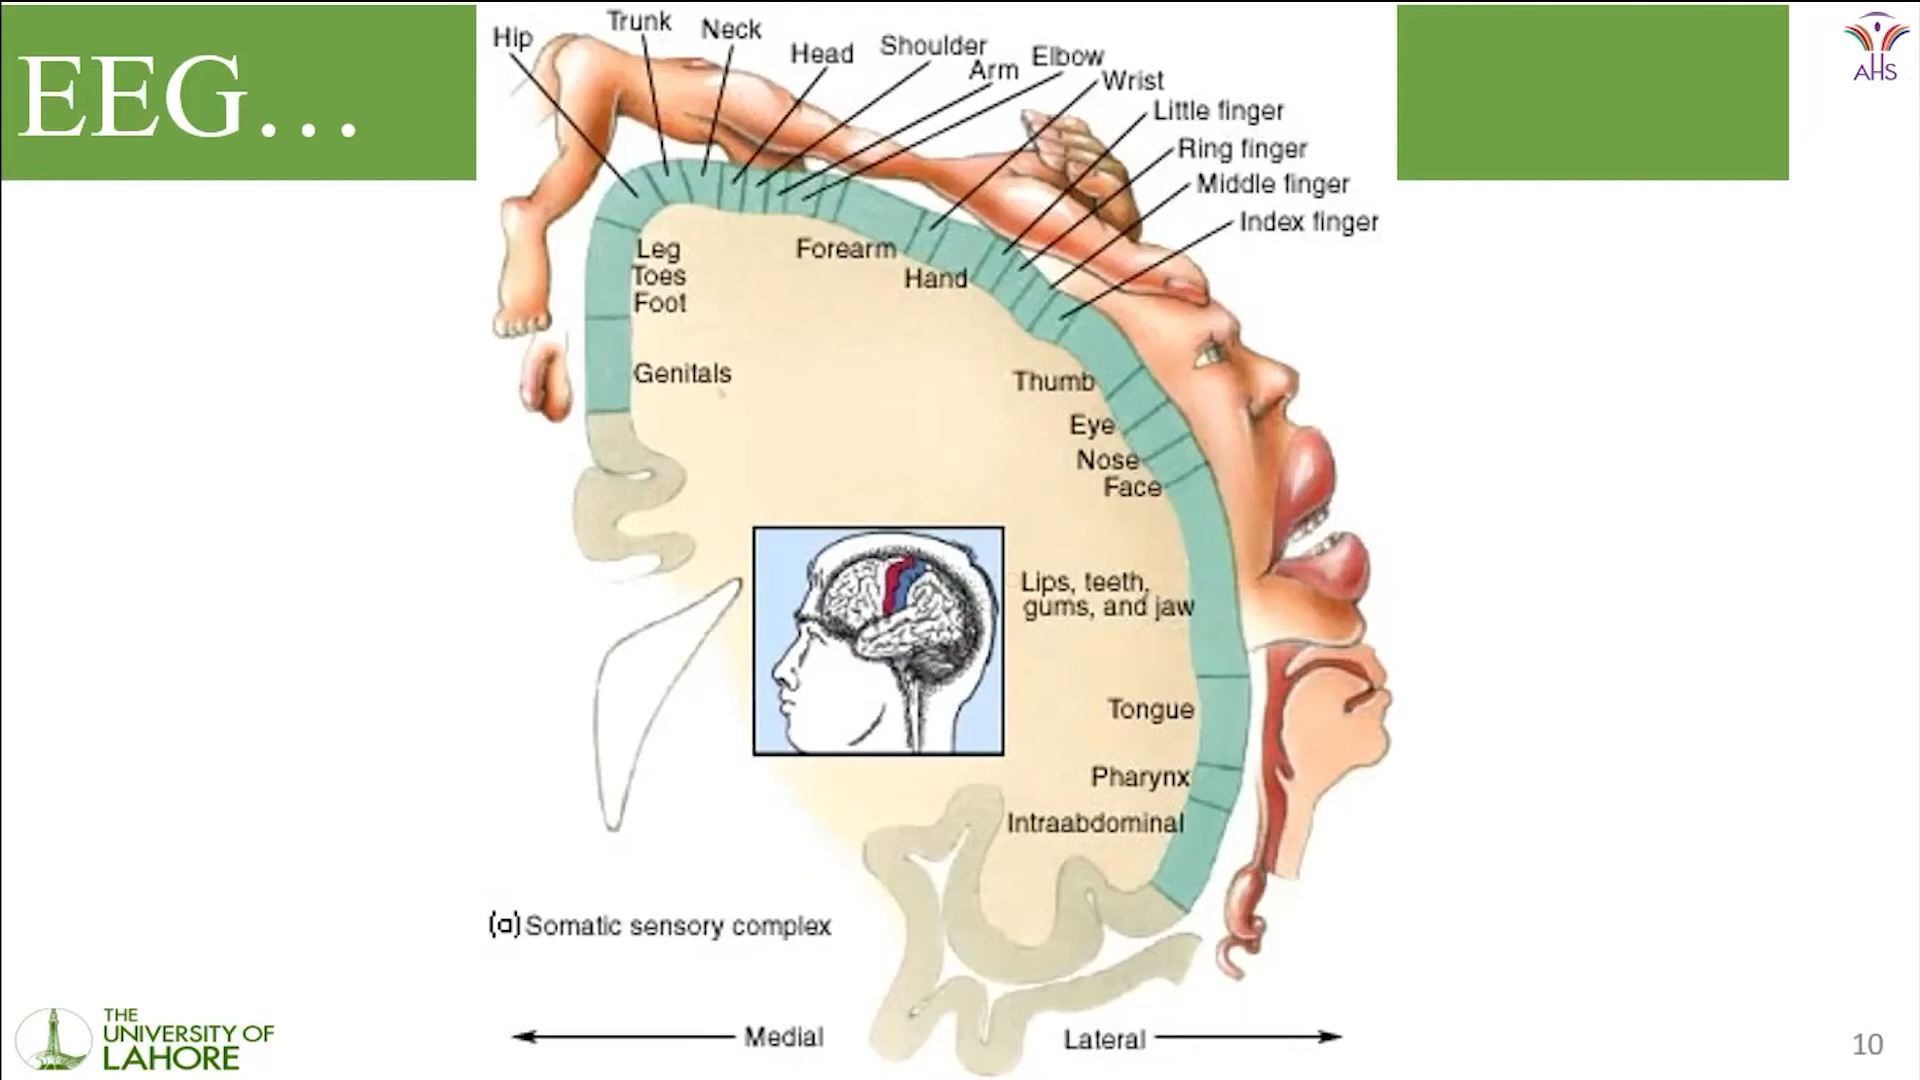 EEG...
Hip
Trunk
Neck
Head
Shoulder
Arm
Elbow
Wrist
Little finger
Ring finger
Middle finger
Index finger
AHS
Leg
Toes
Foot
Genitals
Forearm
Hand
Thumb
Eye
Nose
Face
Lips, teeth,
gums, and jaw
Tongue
Pharynx
Intraabdominal
(a) Somatic sensory complex
Medial
Lateral
THE
UNIVERSITY OF
LAHORE
10